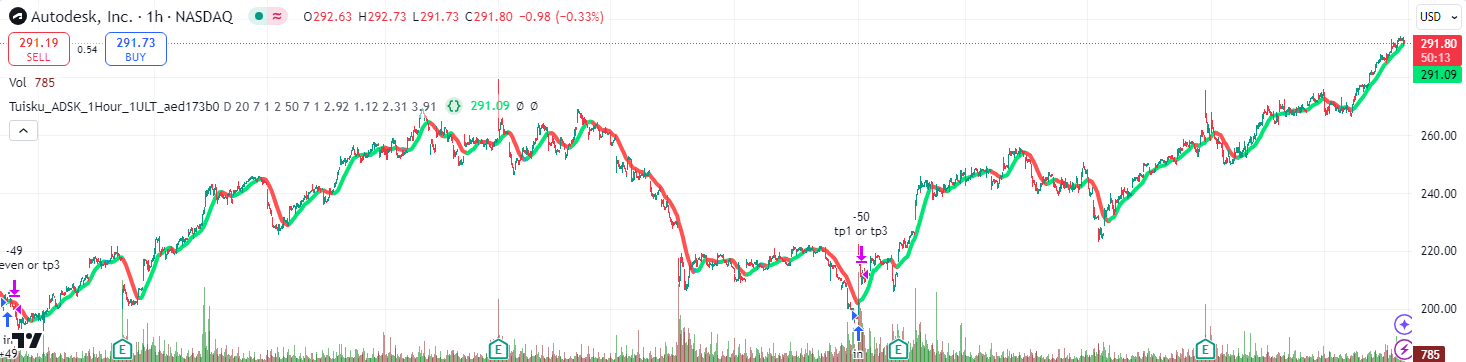 Autodesk, Inc. · 1h · NASDAQ O292.63 H292.73 L291.73 C291.80 −0.98 (−0.33%)
USD
291.19
SELL
0.54
291.73
BUY
291.80
50:13
291.09
Vol 785
Tuisku_ADSK_1Hour_1ULT_aed173b0 D 20 7 1 2 50 7 1 2.92 1.12 2.31 3.91 {} 291.09 Ø Ø
260.00
240.00
-50
tp1 or tp3
220.00
-49
even or tp3
200.00
in
+49
E
E
in
E
E
785